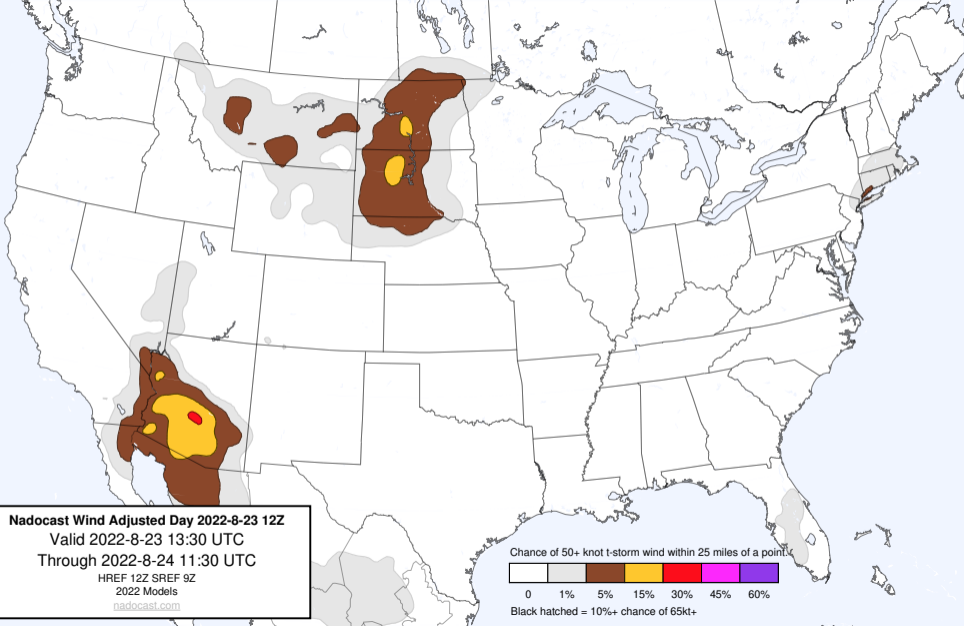 Nadocast Wind Adjusted Day 2022-8-23 12Z
Valid 2022-8-23 13:30 UTC
Through 2022-8-24 11:30 UTC
HREF 12Z SREF 9Z
2022 Models
nadocast.com
Chance of 50+ knot t-storm wind within 25 miles of a point.
0 1% 5% 15% 30% 45% 60%
Black hatched = 10%+ chance of 65kt+